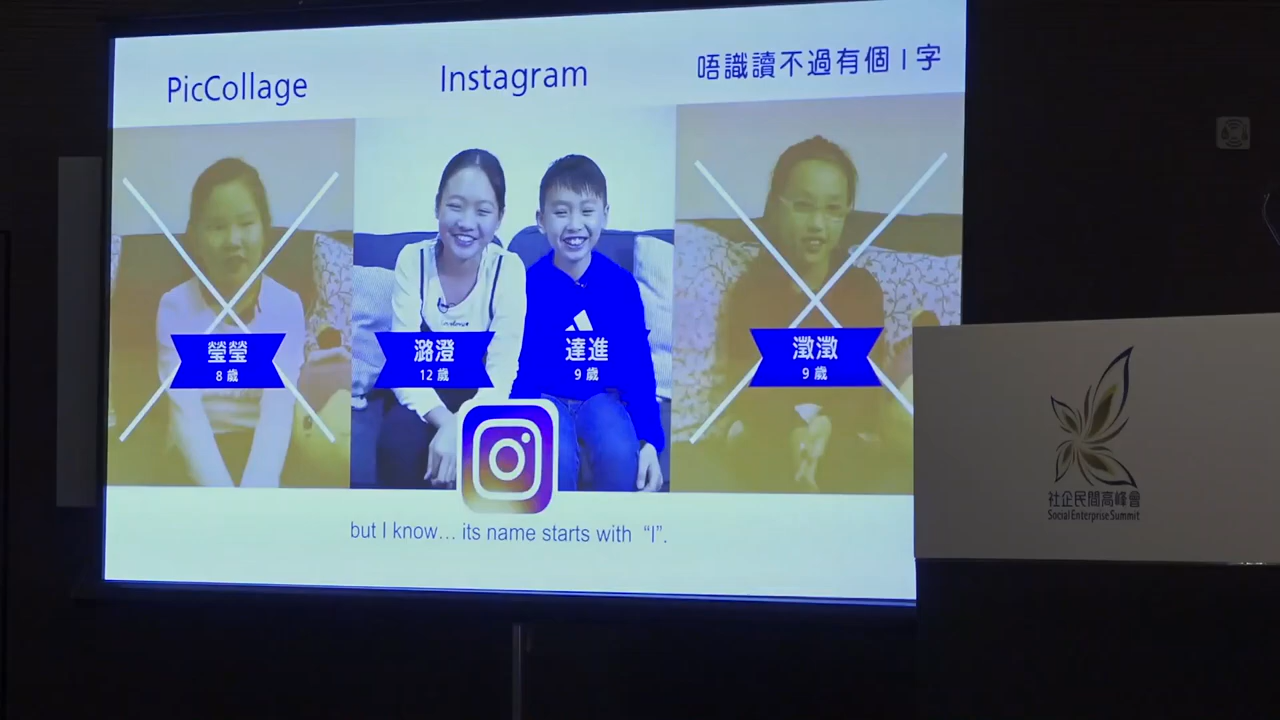 PicCollage
Instagram
唔識讀不過有個 I 字
瑩瑩
8 歲
潞澄
12 歲
達進
9 歲
澂澂
9 歲
but I know... its name starts with “I”.
社企民間高峰會
Social Enterprise Summit